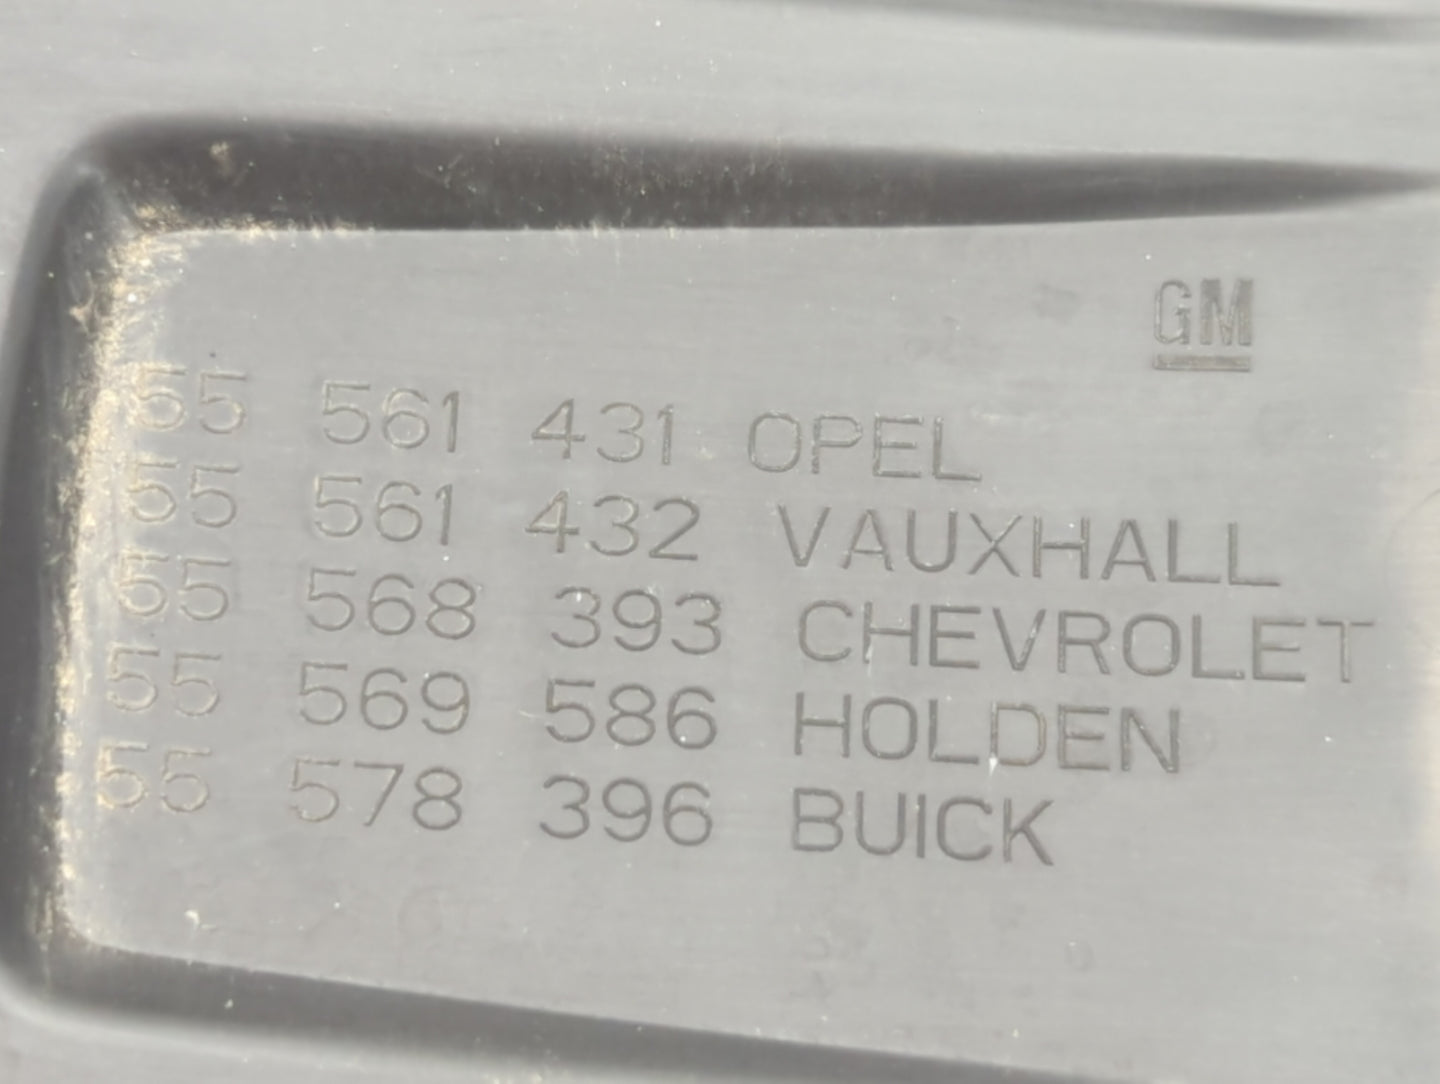 GM
55 561 431 OPEL
55 561 432 VAUXHALL
55 568 393 CHEVROLET
55 569 586 HOLDEN
55 578 396 BUICK